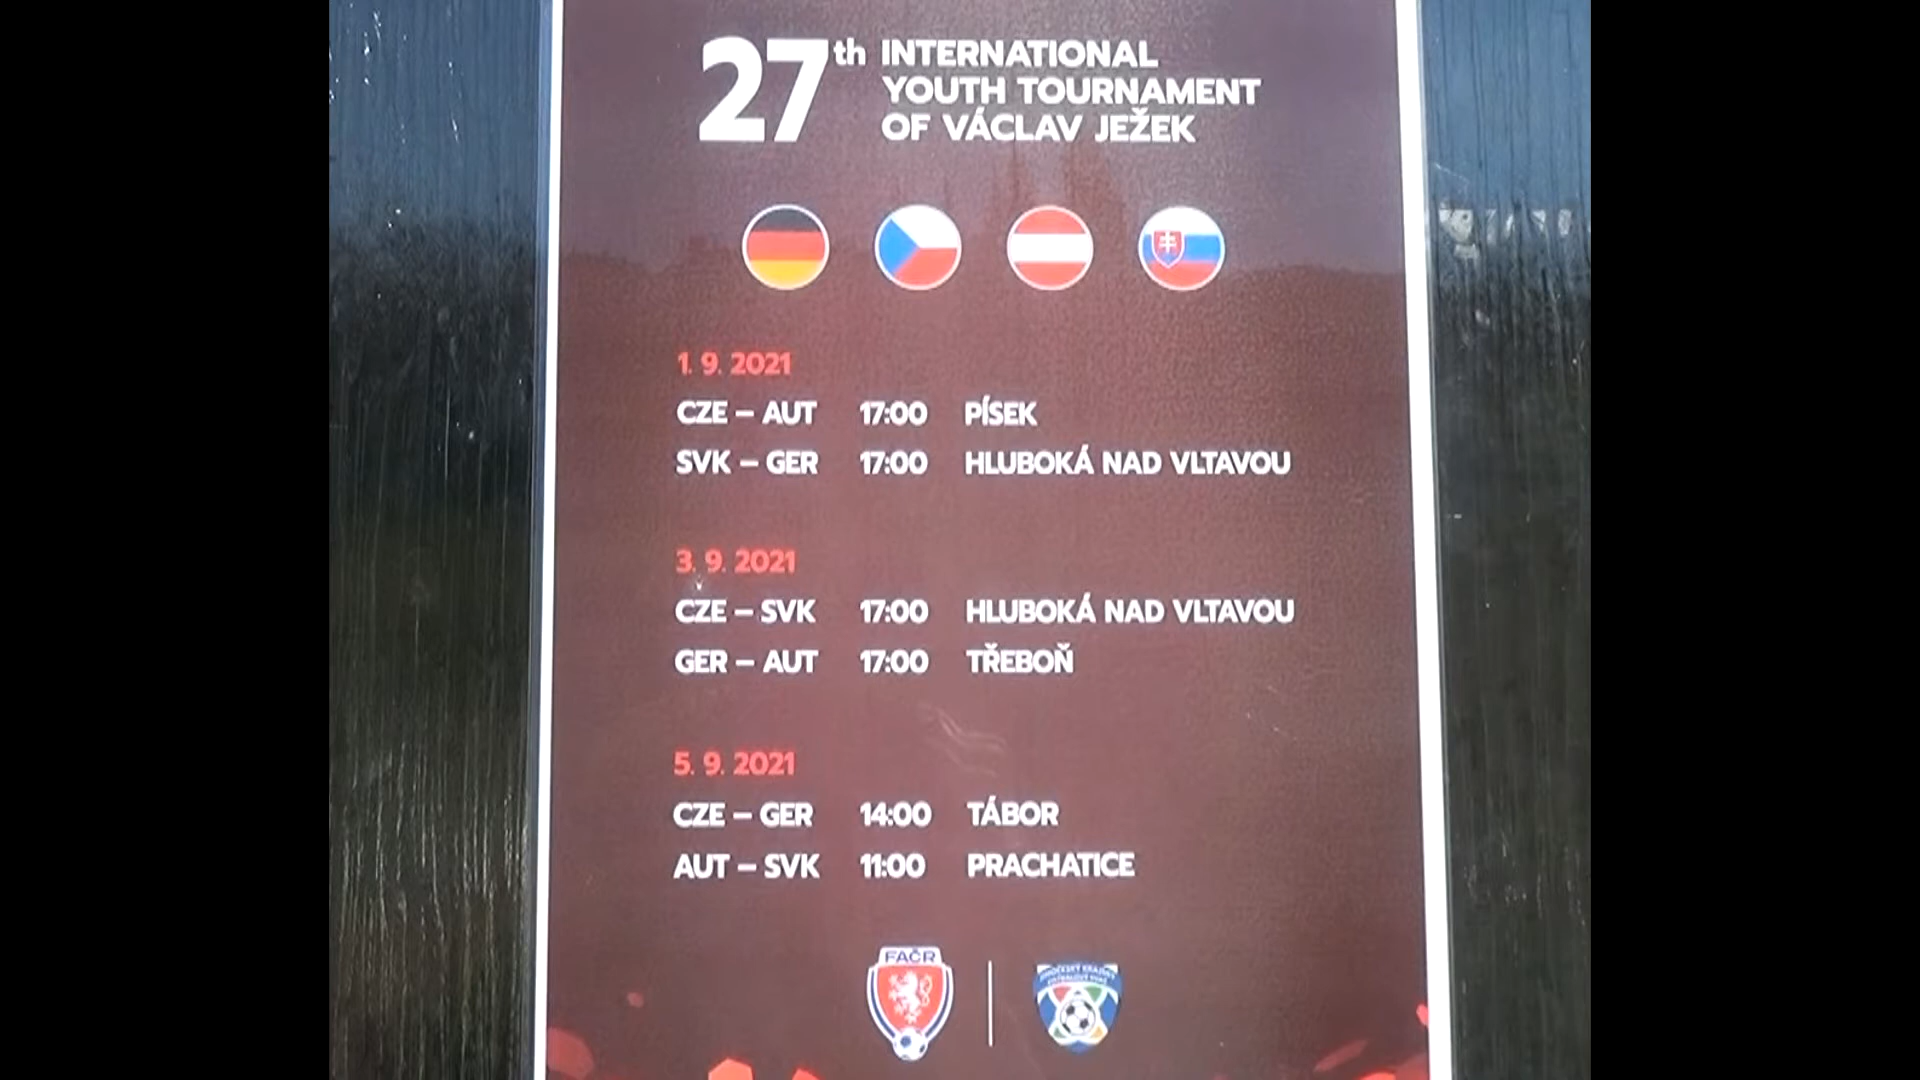 27th INTERNATIONAL
YOUTH TOURNAMENT
OF VÁCLAV JEŽEK
1. 9. 2021
CZE – AUT 17:00 PÍSEK
SVK – GER 17:00 HLUBOKÁ NAD VLTAVOU
3. 9. 2021
CZE – SVK 17:00 HLUBOKÁ NAD VLTAVOU
GER – AUT 17:00 TŘEBOŇ
5. 9. 2021
CZE – GER 14:00 TÁBOR
AUT – SVK 11:00 PRACHATICE
FAČR